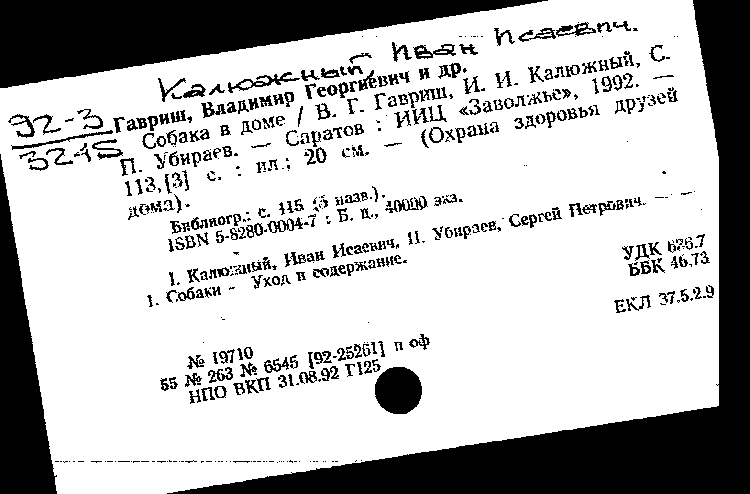 Калюжный, Иван Исаевич.
92-3
3245
Гавриш, Владимир Георгиевич и др.
Собака в доме / В. Г. Гавриш, И. И. Калюжный, С.
П. Убираев. — Саратов : ИИЦ «Заволжье», 1992. —
113,[3] с. : ил.; 20 см. — (Охрана здоровья друзей
дома).
Библиогр.: с. 115 (5 назв.).
ISBN 5-8280-0004-7 : Б. ц., 40000 экз.
I. Калюжный, Иван Исаевич. II. Убираев, Сергей Петрович. — —
1. Собаки - Уход и содержание.
УДК 636.7
ББК 46.73
ЕКЛ 37.5.2.9
№ 19710
55 № 263 № 6545 [92-25261] п оф
НПО ВКП 31.08.92 Г125